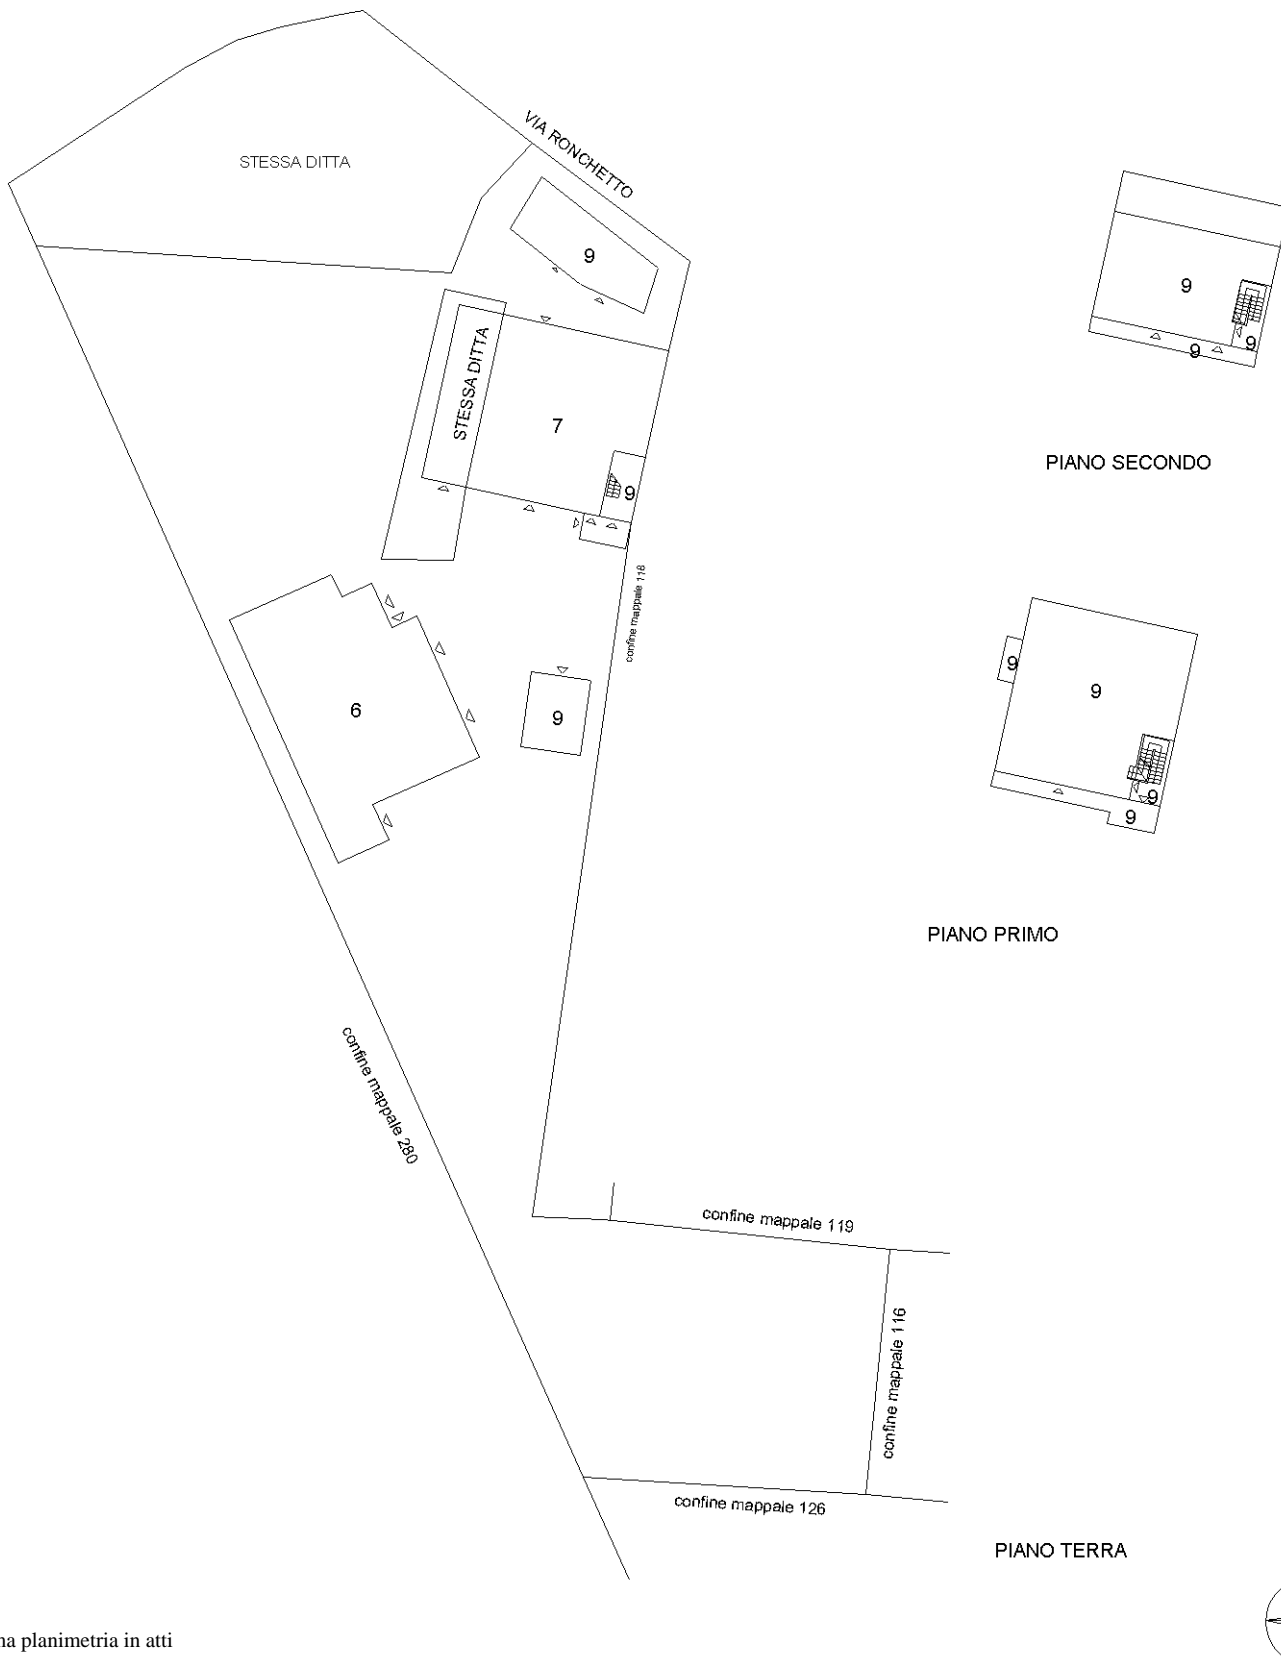 VIA RONCHETTO
STESSA DITTA
9
STESSA DITTA
7
9
9
9
9
PIANO SECONDO
confine mappale 118
6
9
9
9
9
9
PIANO PRIMO
confine mappale 280
confine mappale 119
confine mappale 116
confine mappale 126
PIANO TERRA
na planimetria in atti